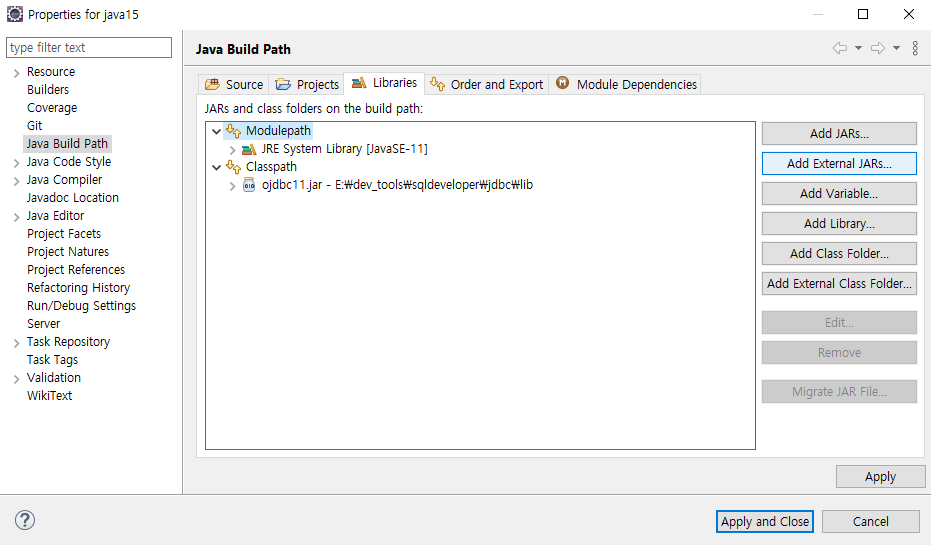 Properties for java15
type filter text
Resource
Builders
Coverage
Git
Java Build Path
Java Code Style
Java Compiler
Javadoc Location
Java Editor
Project Facets
Project Natures
Project References
Refactoring History
Run/Debug Settings
Server
Task Repository
Task Tags
Validation
WikiText
Java Build Path
Source Projects Libraries Order and Export M Module Dependencies
JARs and class folders on the build path:
Modulepath
JRE System Library [JavaSE-11]
Classpath
010 ojdbc11.jar - E:₩dev_tools₩sqldeveloper₩jdbc₩lib
Add JARs...
Add External JARs...
Add Variable...
Add Library...
Add Class Folder...
Add External Class Folder...
Edit...
Remove
Migrate JAR File...
Apply
? Apply and Close Cancel